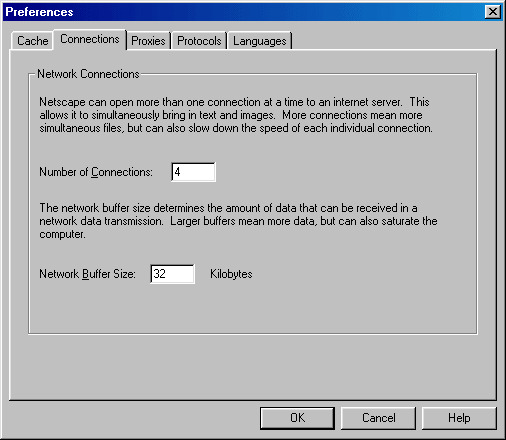 Preferences
Cache Connections Proxies Protocols Languages
Network Connections
Netscape can open more than one connection at a time to an internet server. This
allows it to simultaneously bring in text and images. More connections mean more
simultaneous files, but can also slow down the speed of each individual connection.
Number of Connections: 4
The network buffer size determines the amount of data that can be received in a
network data transmission. Larger buffers mean more data, but can also saturate the
computer.
Network Buffer Size: 32 Kilobytes
OK Cancel Help